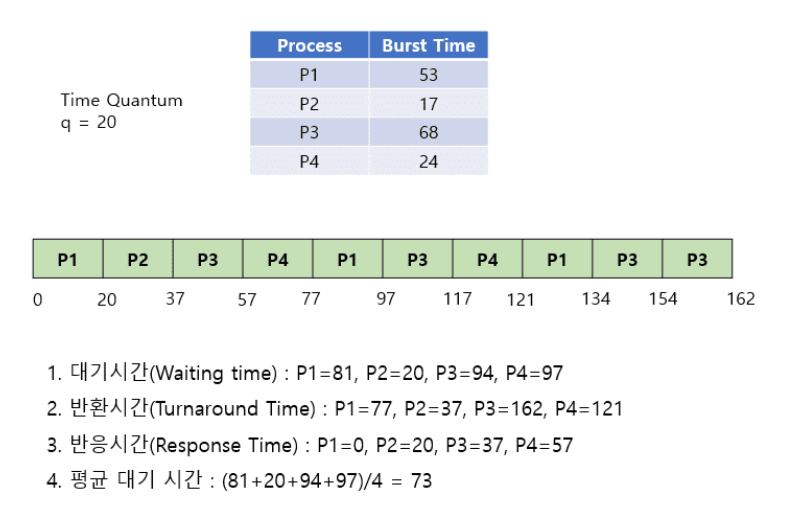 Process Burst Time
P1 53
Time Quantum
q = 20
P2 17
P3 68
P4 24
P1 P2 P3 P4 P1 P3 P4 P1 P3 P3
0 20 37 57 77 97 117 121 134 154 162
1. 대기시간(Waiting time) : P1=81, P2=20, P3=94, P4=97
2. 반환시간(Turnaround Time) : P1=77, P2=37, P3=162, P4=121
3. 반응시간(Response Time) : P1=0, P2=20, P3=37, P4=57
4. 평균 대기 시간 : (81+20+94+97)/4 = 73